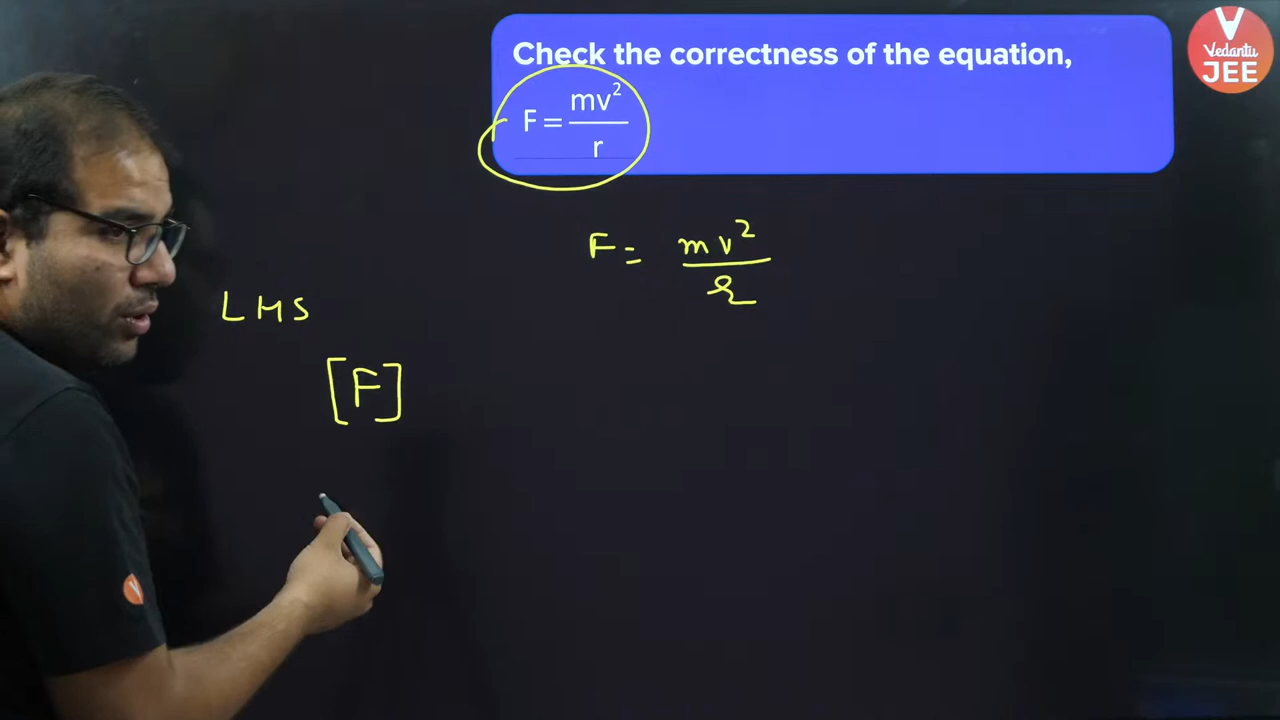 Check the correctness of the equation,
F = mv²/r
V
Vedantu
JEE
F = mv²/r
LHS
[F]
V